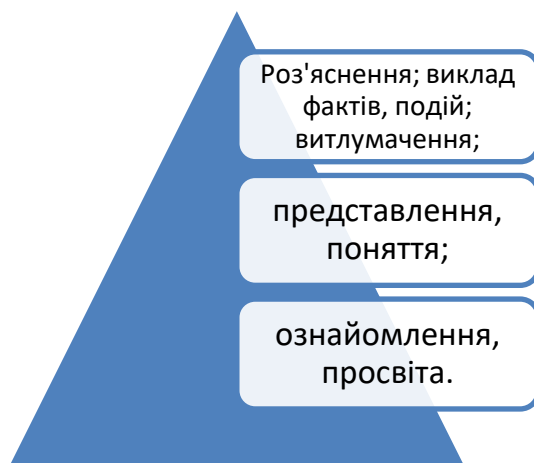 Роз'яснення; виклад
фактів, подій;
витлумачення;
представлення,
поняття;
ознайомлення,
просвіта.